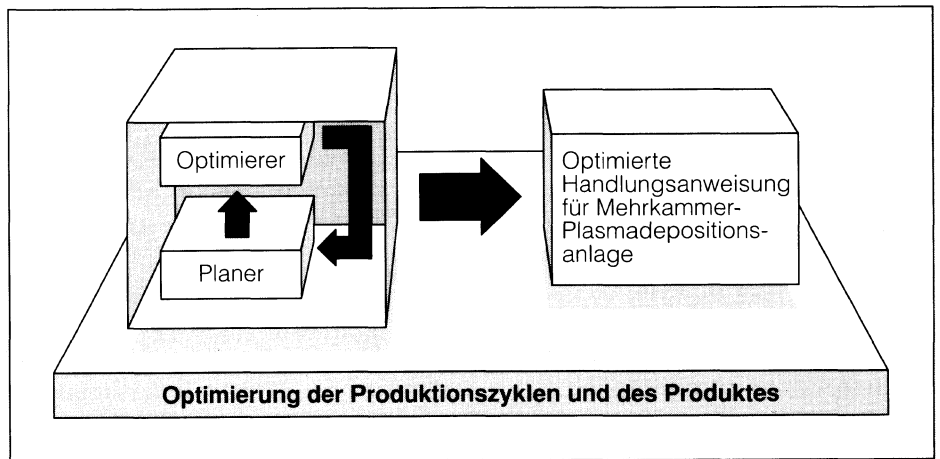 Optimierer
Planer
Optimierte
Handlungsanweisung
für Mehrkammer-
Plasmadepositions-
anlage
Optimierung der Produktionszyklen und des Produktes